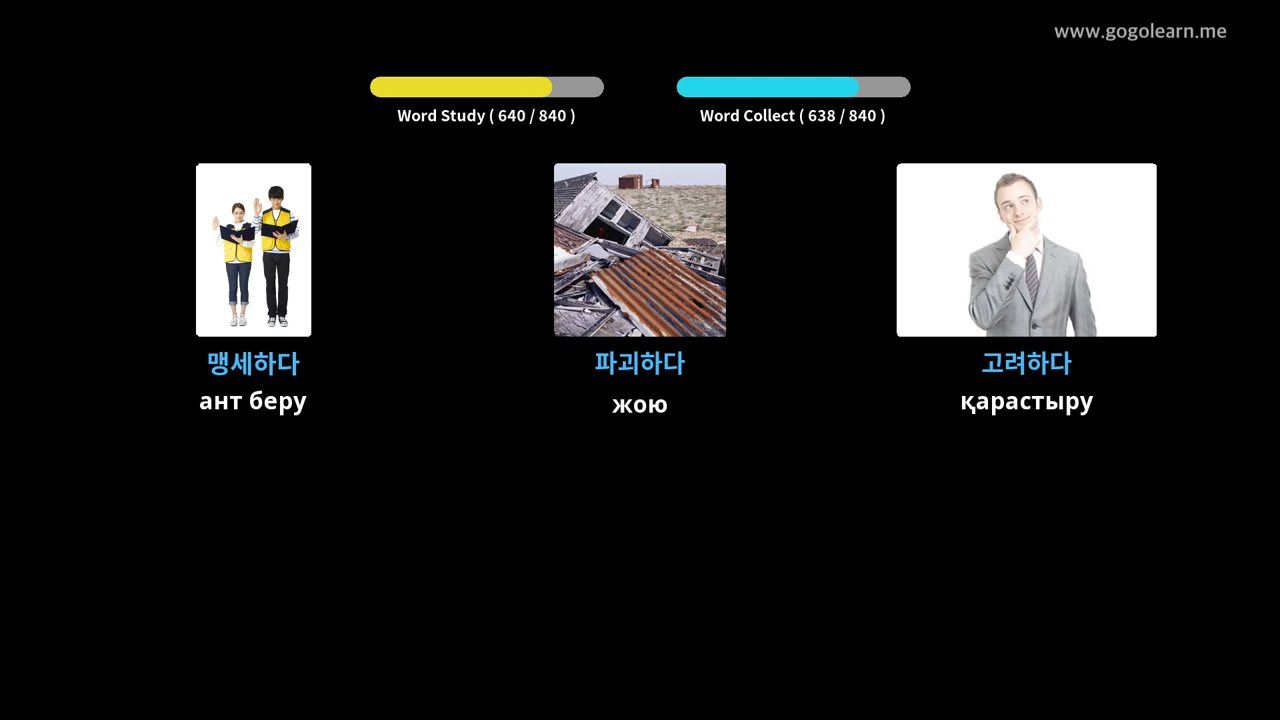 www.gogolearn.me
Word Study ( 640 / 840 )
Word Collect ( 638 / 840 )
맹세하다
ант беру
파괴하다
жою
고려하다
қарастыру